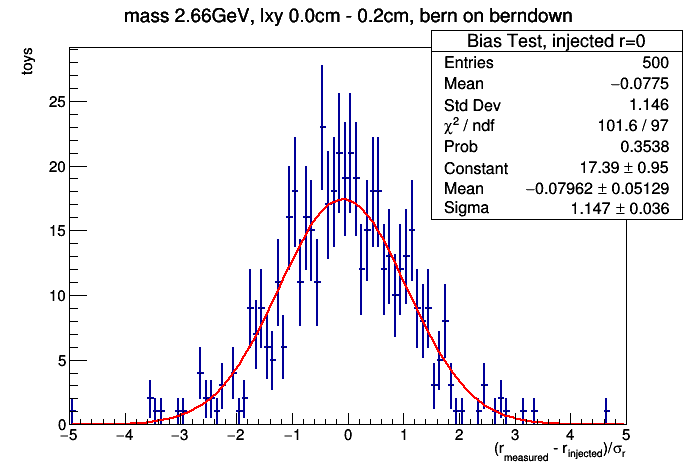 mass 2.66GeV, lxy 0.0cm - 0.2cm, bern on berndown
Bias Test, injected r=0
Entries 500
Mean −0.0775
Std Dev 1.146
χ² / ndf 101.6 / 97
Prob 0.3538
Constant 17.39 ± 0.95
Mean −0.07962 ± 0.05129
Sigma 1.147 ± 0.036
toys
25
20
15
10
5
0
−5 −4 −3 −2 −1 0 1 2 3 4 5
(r_measured - r_injected)/σ_r